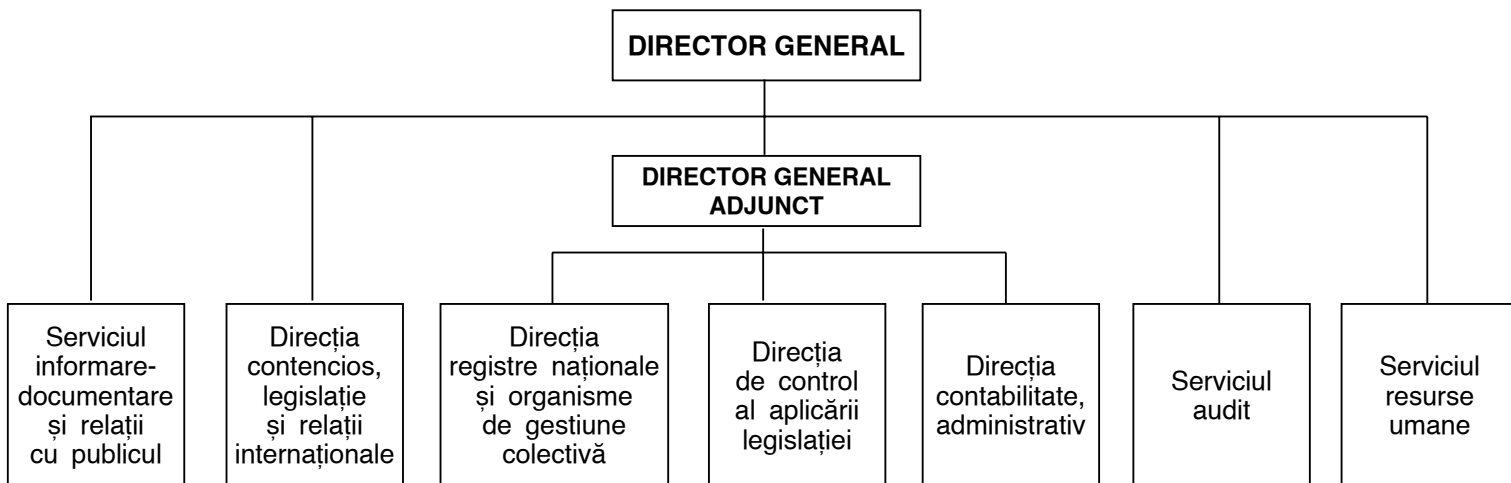 DIRECTOR GENERAL
DIRECTOR GENERAL
ADJUNCT
Serviciul
informare-
documentare
și relații
cu publicul
Direcția
contencios,
legislație
și relații
internaționale
Direcția
registre naționale
și organisme
de gestiune
colectivă
Direcția
de control
al aplicării
legislației
Direcția
contabilitate,
administrativ
Serviciul
audit
Serviciul
resurse
umane